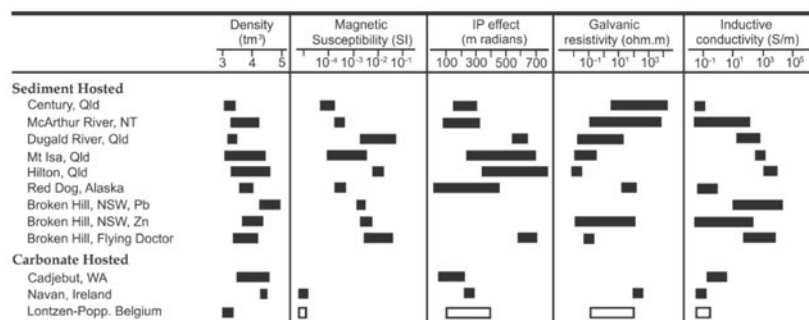 Density Magnetic IP effect Galvanic Inductive
(tm³) Susceptibility (SI) (m radians) resistivity (ohm.m) conductivity (S/m)
3 4 5 10⁻⁴ 10⁻³ 10⁻² 10⁻¹ 100 300 500 700 10⁻¹ 10¹ 10³ 10⁻¹ 10¹ 10³ 10⁵
Sediment Hosted
Century, Qld
McArthur River, NT
Dugald River, Qld
Mt Isa, Qld
Hilton, Qld
Red Dog, Alaska
Broken Hill, NSW, Pb
Broken Hill, NSW, Zn
Broken Hill, Flying Doctor
Carbonate Hosted
Cadjebut, WA
Navan, Ireland
Lontzen-Popp. Belgium